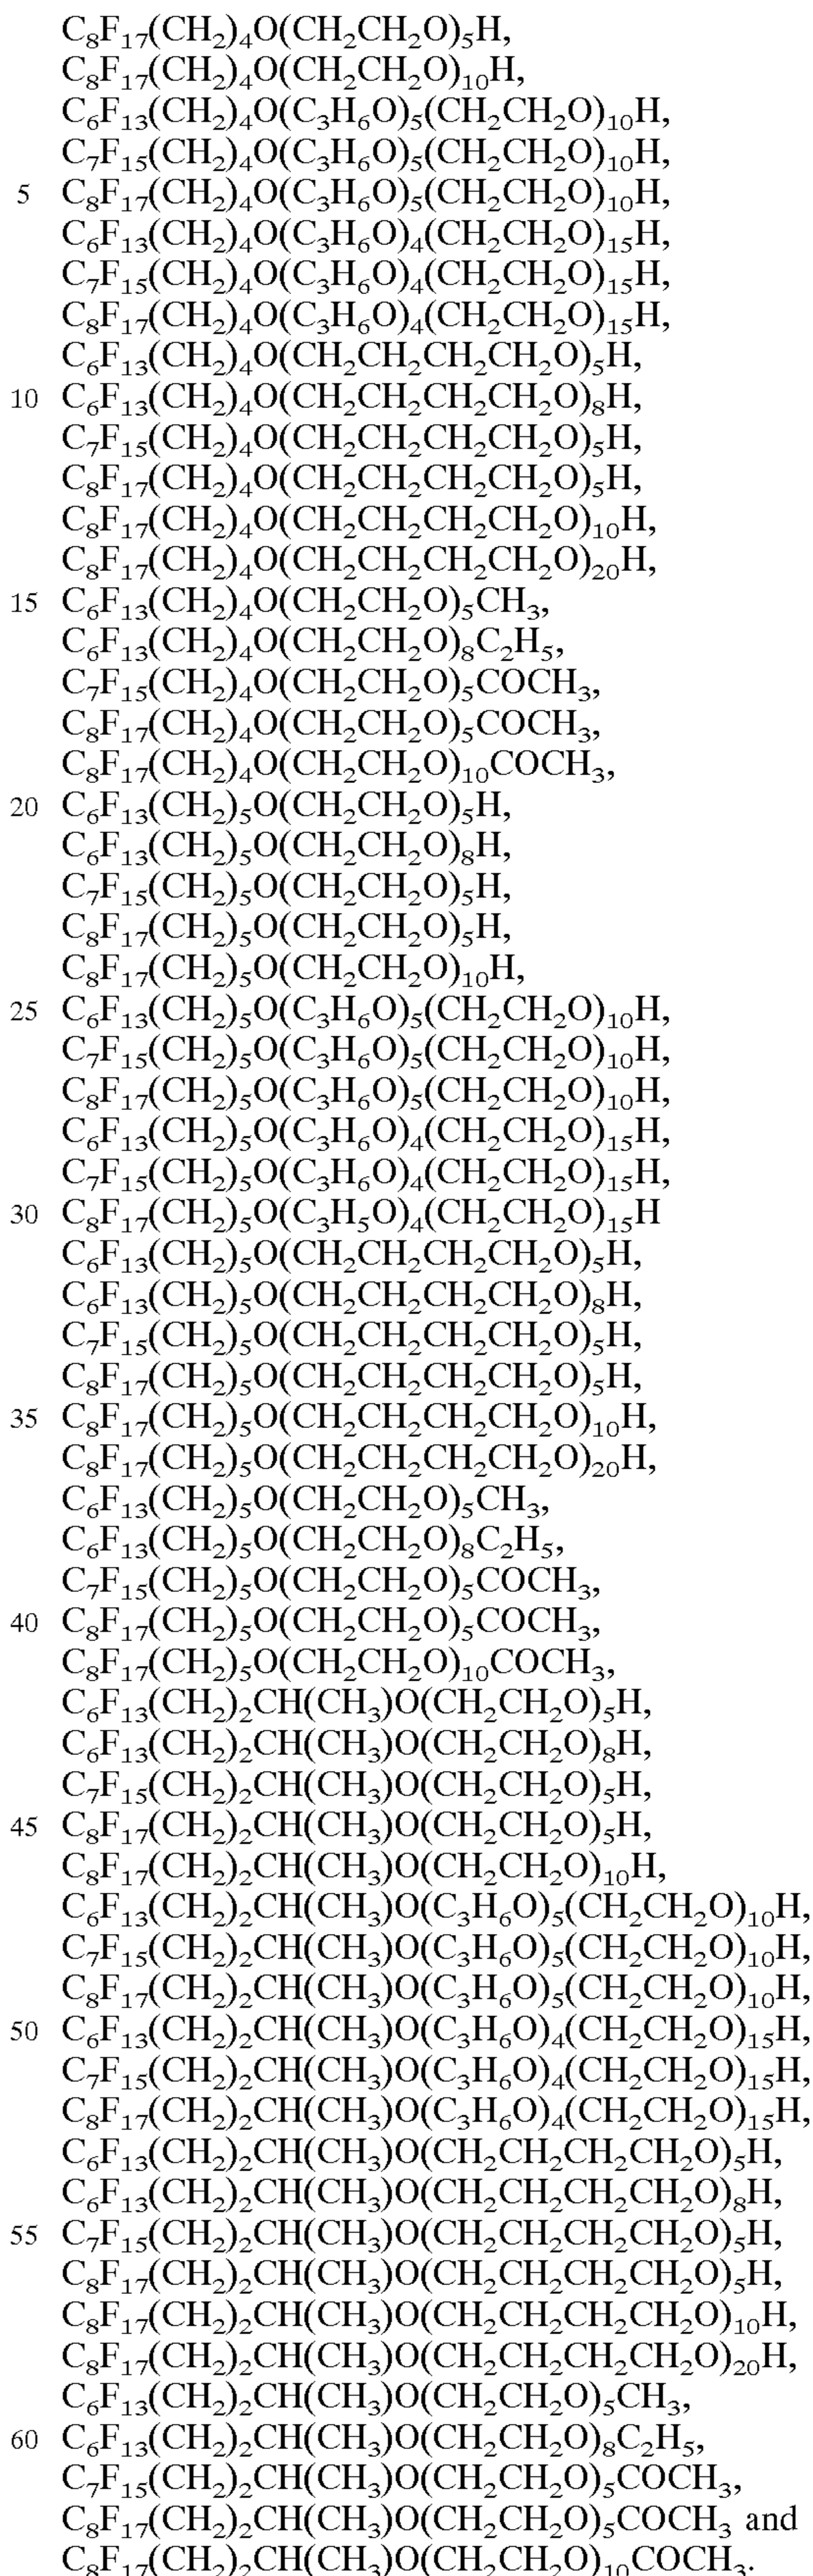 C₈F₁₇(CH₂)₄O(CH₂CH₂O)₅H,
C₈F₁₇(CH₂)₄O(CH₂CH₂O)₁₀H,
C₆F₁₃(CH₂)₄O(C₃H₆O)₅(CH₂CH₂O)₁₀H,
C₇F₁₅(CH₂)₄O(C₃H₆O)₅(CH₂CH₂O)₁₀H,
5 C₈F₁₇(CH₂)₄O(C₃H₆O)₅(CH₂CH₂O)₁₀H,
C₆F₁₃(CH₂)₄O(C₃H₆O)₄(CH₂CH₂O)₁₅H,
C₇F₁₅(CH₂)₄O(C₃H₆O)₄(CH₂CH₂O)₁₅H,
C₈F₁₇(CH₂)₄O(C₃H₆O)₄(CH₂CH₂O)₁₅H,
C₆F₁₃(CH₂)₄O(CH₂CH₂CH₂CH₂O)₅H,
10 C₆F₁₃(CH₂)₄O(CH₂CH₂CH₂CH₂O)₈H,
C₇F₁₅(CH₂)₄O(CH₂CH₂CH₂CH₂O)₅H,
C₈F₁₇(CH₂)₄O(CH₂CH₂CH₂CH₂O)₅H,
C₈F₁₇(CH₂)₄O(CH₂CH₂CH₂CH₂O)₁₀H,
C₈F₁₇(CH₂)₄O(CH₂CH₂CH₂CH₂O)₂₀H,
15 C₆F₁₃(CH₂)₄O(CH₂CH₂O)₅CH₃,
C₆F₁₃(CH₂)₄O(CH₂CH₂O)₈C₂H₅,
C₇F₁₅(CH₂)₄O(CH₂CH₂O)₅COCH₃,
C₈F₁₇(CH₂)₄O(CH₂CH₂O)₅COCH₃,
C₈F₁₇(CH₂)₄O(CH₂CH₂O)₁₀COCH₃,
20 C₆F₁₃(CH₂)₅O(CH₂CH₂O)₅H,
C₆F₁₃(CH₂)₅O(CH₂CH₂O)₈H,
C₇F₁₅(CH₂)₅O(CH₂CH₂O)₅H,
C₈F₁₇(CH₂)₅O(CH₂CH₂O)₅H,
C₈F₁₇(CH₂)₅O(CH₂CH₂O)₁₀H,
25 C₆F₁₃(CH₂)₅O(C₃H₆O)₅(CH₂CH₂O)₁₀H,
C₇F₁₅(CH₂)₅O(C₃H₆O)₅(CH₂CH₂O)₁₀H,
C₈F₁₇(CH₂)₅O(C₃H₆O)₅(CH₂CH₂O)₁₀H,
C₆F₁₃(CH₂)₅O(C₃H₆O)₄(CH₂CH₂O)₁₅H,
C₇F₁₅(CH₂)₅O(C₃H₆O)₄(CH₂CH₂O)₁₅H,
30 C₈F₁₇(CH₂)₅O(C₃H₅O)₄(CH₂CH₂O)₁₅H
C₆F₁₃(CH₂)₅O(CH₂CH₂CH₂CH₂O)₅H,
C₆F₁₃(CH₂)₅O(CH₂CH₂CH₂CH₂O)₈H,
C₇F₁₅(CH₂)₅O(CH₂CH₂CH₂CH₂O)₅H,
C₈F₁₇(CH₂)₅O(CH₂CH₂CH₂CH₂O)₅H,
35 C₈F₁₇(CH₂)₅O(CH₂CH₂CH₂CH₂O)₁₀H,
C₈F₁₇(CH₂)₅O(CH₂CH₂CH₂CH₂O)₂₀H,
C₆F₁₃(CH₂)₅O(CH₂CH₂O)₅CH₃,
C₆F₁₃(CH₂)₅O(CH₂CH₂O)₈C₂H₅,
C₇F₁₅(CH₂)₅O(CH₂CH₂O)₅COCH₃,
40 C₈F₁₇(CH₂)₅O(CH₂CH₂O)₅COCH₃,
C₈F₁₇(CH₂)₅O(CH₂CH₂O)₁₀COCH₃,
C₆F₁₃(CH₂)₂CH(CH₃)O(CH₂CH₂O)₅H,
C₆F₁₃(CH₂)₂CH(CH₃)O(CH₂CH₂O)₈H,
C₇F₁₅(CH₂)₂CH(CH₃)O(CH₂CH₂O)₅H,
45 C₈F₁₇(CH₂)₂CH(CH₃)O(CH₂CH₂O)₅H,
C₈F₁₇(CH₂)₂CH(CH₃)O(CH₂CH₂O)₁₀H,
C₆F₁₃(CH₂)₂CH(CH₃)O(C₃H₆O)₅(CH₂CH₂O)₁₀H,
C₇F₁₅(CH₂)₂CH(CH₃)O(C₃H₆O)₅(CH₂CH₂O)₁₀H,
C₈F₁₇(CH₂)₂CH(CH₃)O(C₃H₆O)₅(CH₂CH₂O)₁₀H,
50 C₆F₁₃(CH₂)₂CH(CH₃)O(C₃H₆O)₄(CH₂CH₂O)₁₅H,
C₇F₁₅(CH₂)₂CH(CH₃)O(C₃H₆O)₄(CH₂CH₂O)₁₅H,
C₈F₁₇(CH₂)₂CH(CH₃)O(C₃H₆O)₄(CH₂CH₂O)₁₅H,
C₆F₁₃(CH₂)₂CH(CH₃)O(CH₂CH₂CH₂CH₂O)₅H,
C₆F₁₃(CH₂)₂CH(CH₃)O(CH₂CH₂CH₂CH₂O)₈H,
55 C₇F₁₅(CH₂)₂CH(CH₃)O(CH₂CH₂CH₂CH₂O)₅H,
C₈F₁₇(CH₂)₂CH(CH₃)O(CH₂CH₂CH₂CH₂O)₅H,
C₈F₁₇(CH₂)₂CH(CH₃)O(CH₂CH₂CH₂CH₂O)₁₀H,
C₈F₁₇(CH₂)₂CH(CH₃)O(CH₂CH₂CH₂CH₂O)₂₀H,
C₆F₁₃(CH₂)₂CH(CH₃)O(CH₂CH₂O)₅CH₃,
60 C₆F₁₃(CH₂)₂CH(CH₃)O(CH₂CH₂O)₈C₂H₅,
C₇F₁₅(CH₂)₂CH(CH₃)O(CH₂CH₂O)₅COCH₃,
C₈F₁₇(CH₂)₂CH(CH₃)O(CH₂CH₂O)₅COCH₃ and
C₈F₁₇(CH₂)₂CH(CH₃)O(CH₂CH₂O)₁₀COCH₃.